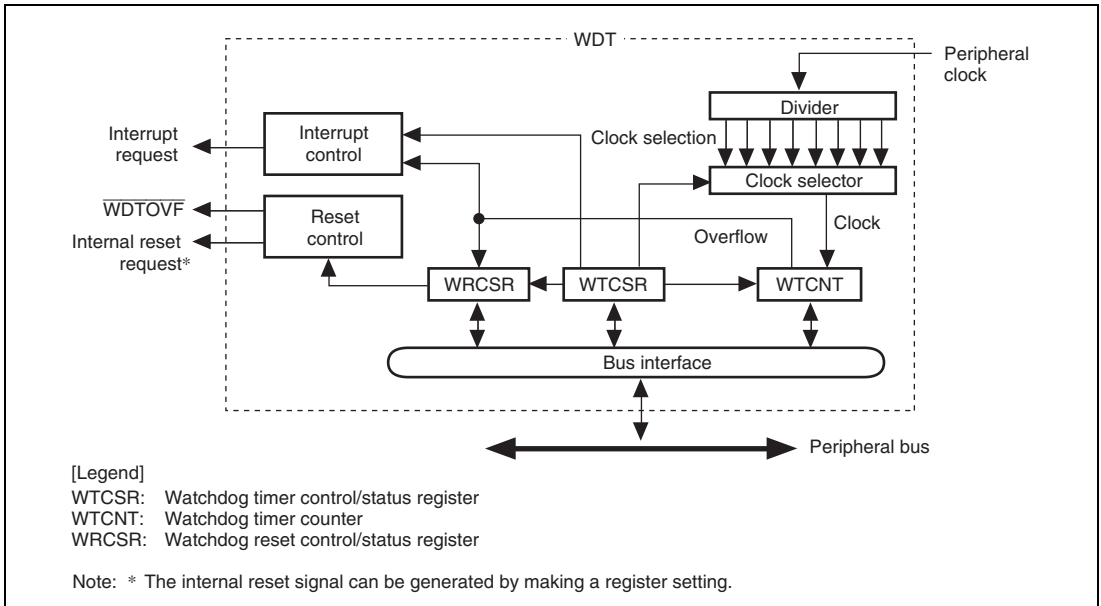 WDT
Peripheral
clock
Divider
Interrupt
request
Interrupt
control
Clock selection
Clock selector
WDTOVF
Internal reset
request*
Reset
control
Overflow
Clock
WRCSR
WTCSR
WTCNT
Bus interface
Peripheral bus
[Legend]
WTCSR: Watchdog timer control/status register
WTCNT: Watchdog timer counter
WRCSR: Watchdog reset control/status register
Note: * The internal reset signal can be generated by making a register setting.